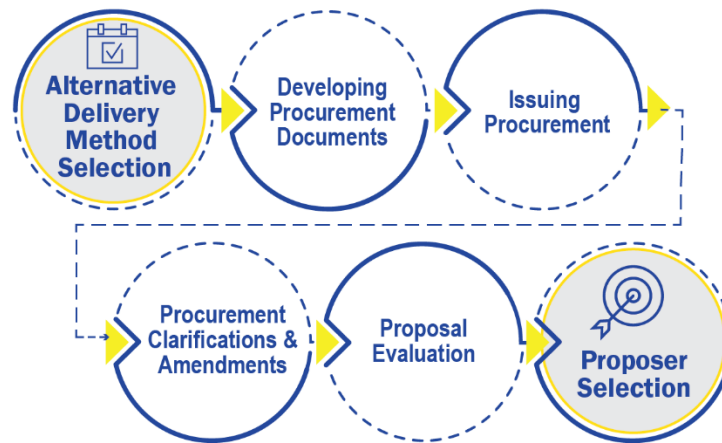 Alternative
Delivery
Method
Selection
Developing
Procurement
Documents
Issuing
Procurement
Procurement
Clarifications &
Amendments
Proposal
Evaluation
Proposer
Selection